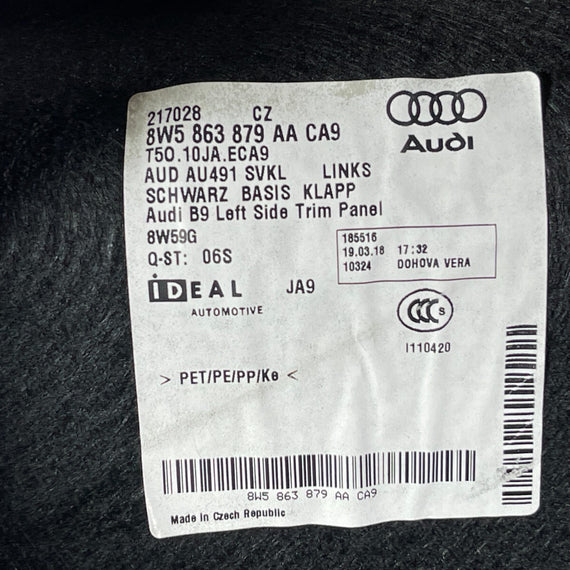 217028 CZ
8W5 863 879 AA CA9
T50.10JA.ECA9
AUD AU491 SVKL LINKS
SCHWARZ BASIS KLAPP
Audi B9 Left Side Trim Panel
8W59G
Q-ST: 06S
Audi
185516
19.03.18 17:32
10324 DOHOVA VERA
iDEAL JA9
AUTOMOTIVE
CCC S
I110420
> PET/PE/PP/Ke <
8W5 863 879 AA CA9
Made in Czech Republic